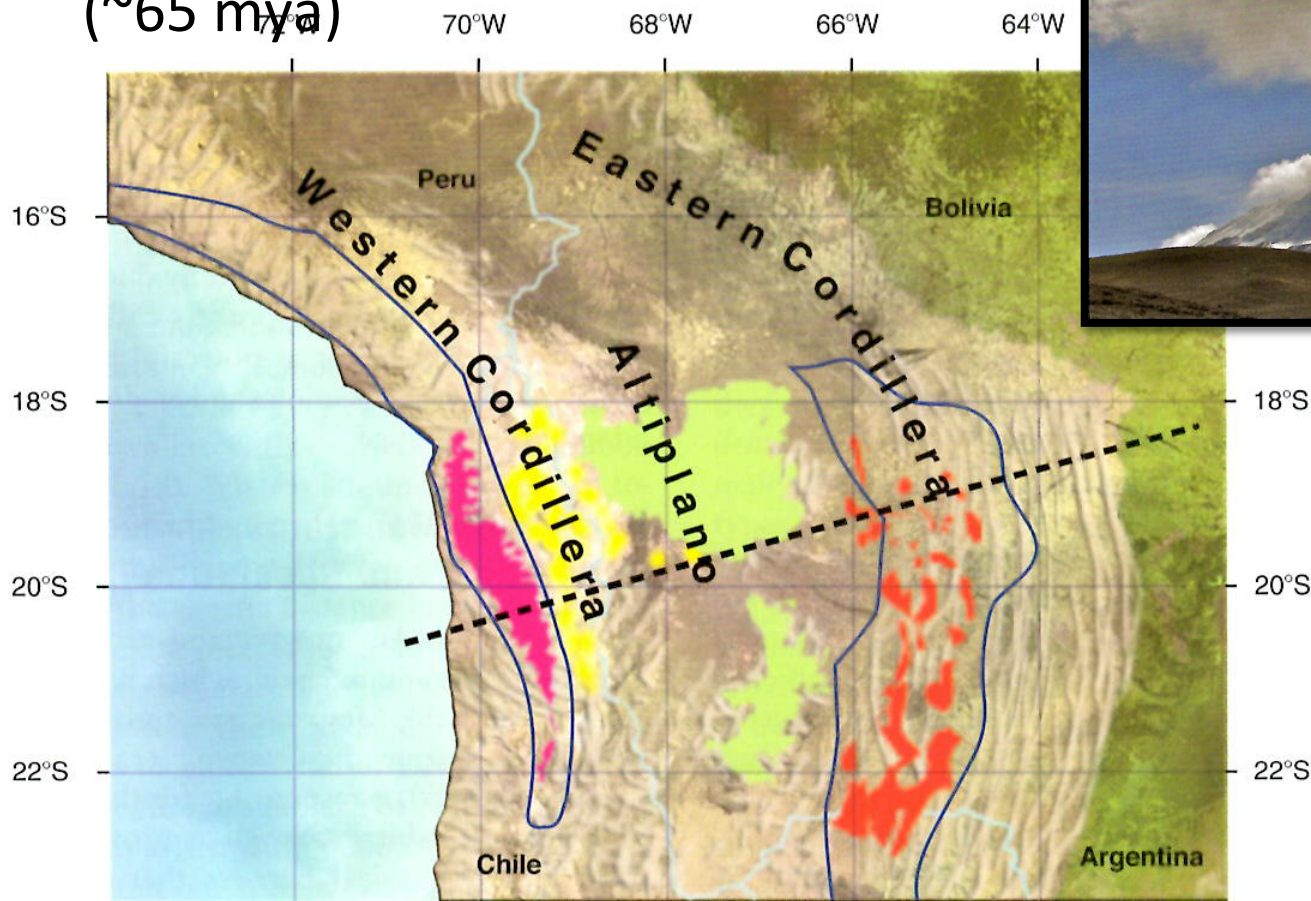 (~65 mya)
72°W 70°W 68°W 66°W 64°W
Eastern Cordillera
Western Cordillera
Peru
Bolivia
16°S
Altiplano
18°S 18°S
20°S 20°S
22°S 22°S
Chile
Argentina